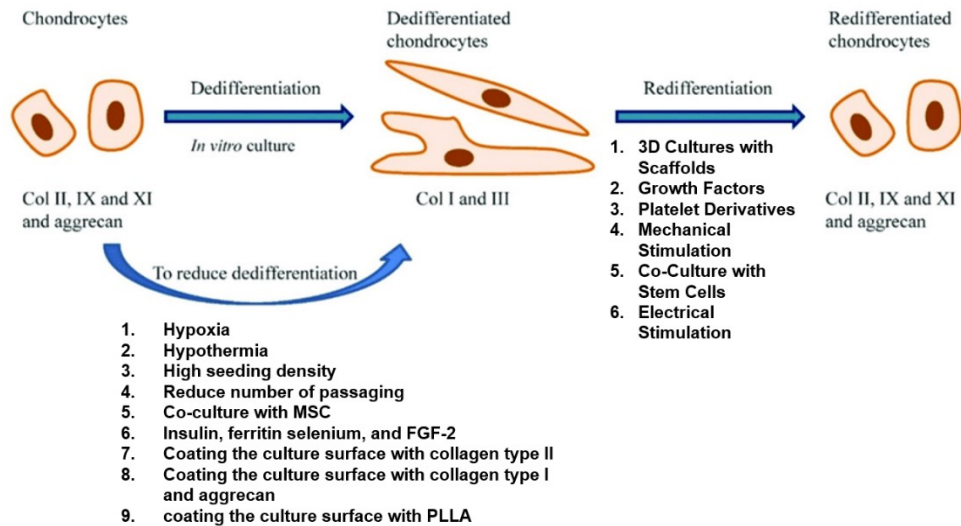 Chondrocytes
Dedifferentiated
chondrocytes
Redifferentiated
chondrocytes
Dedifferentiation
In vitro culture
Redifferentiation
Col II, IX and XI
and aggrecan
Col I and III
1. 3D Cultures with
Scaffolds
2. Growth Factors
3. Platelet Derivatives
4. Mechanical
Stimulation
5. Co-Culture with
Stem Cells
6. Electrical
Stimulation
Col II, IX and XI
and aggrecan
To reduce dedifferentiation
1. Hypoxia
2. Hypothermia
3. High seeding density
4. Reduce number of passaging
5. Co-culture with MSC
6. Insulin, ferritin selenium, and FGF-2
7. Coating the culture surface with collagen type II
8. Coating the culture surface with collagen type I
and aggrecan
9. coating the culture surface with PLLA